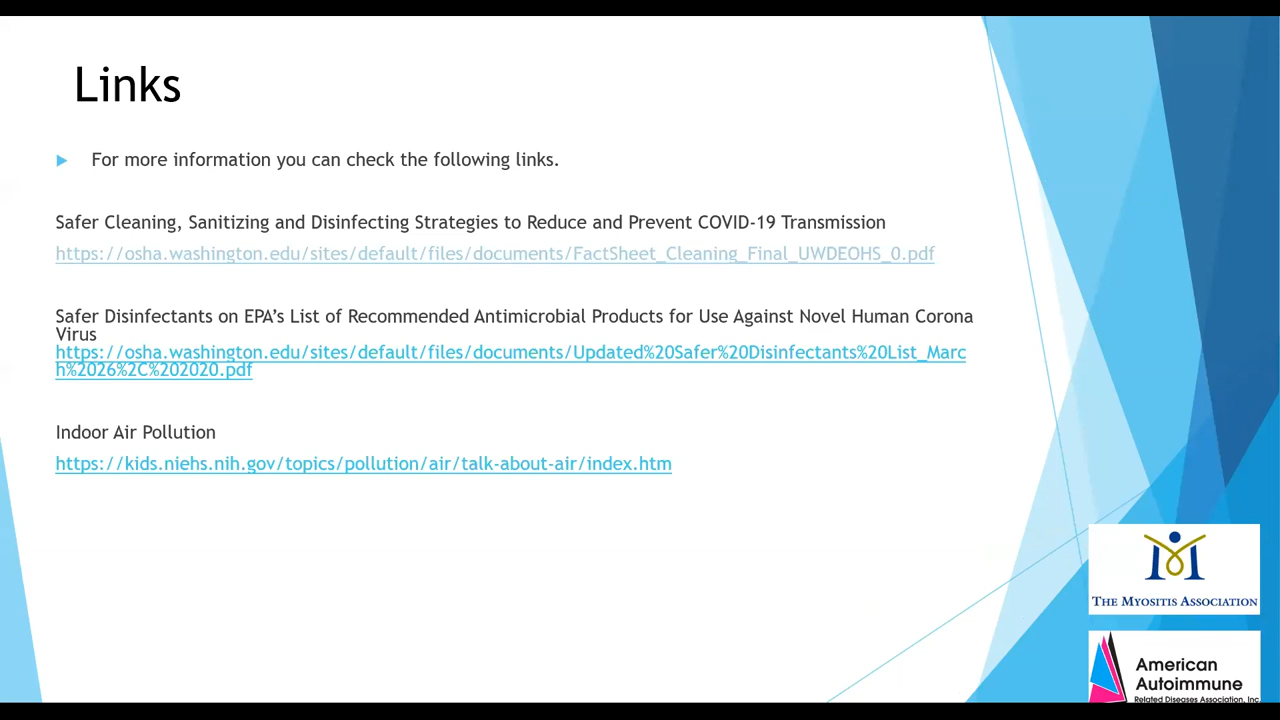 Links
For more information you can check the following links.
Safer Cleaning, Sanitizing and Disinfecting Strategies to Reduce and Prevent COVID-19 Transmission
https://osha.washington.edu/sites/default/files/documents/FactSheet_Cleaning_Final_UWDEOHS_0.pdf
Safer Disinfectants on EPA’s List of Recommended Antimicrobial Products for Use Against Novel Human Corona
Virus
https://osha.washington.edu/sites/default/files/documents/Updated%20Safer%20Disinfectants%20List_Marc
h%2026%2C%202020.pdf
Indoor Air Pollution
https://kids.niehs.nih.gov/topics/pollution/air/talk-about-air/index.htm
THE MYOSITIS ASSOCIATION
American
Autoimmune
Related Diseases Association, Inc.